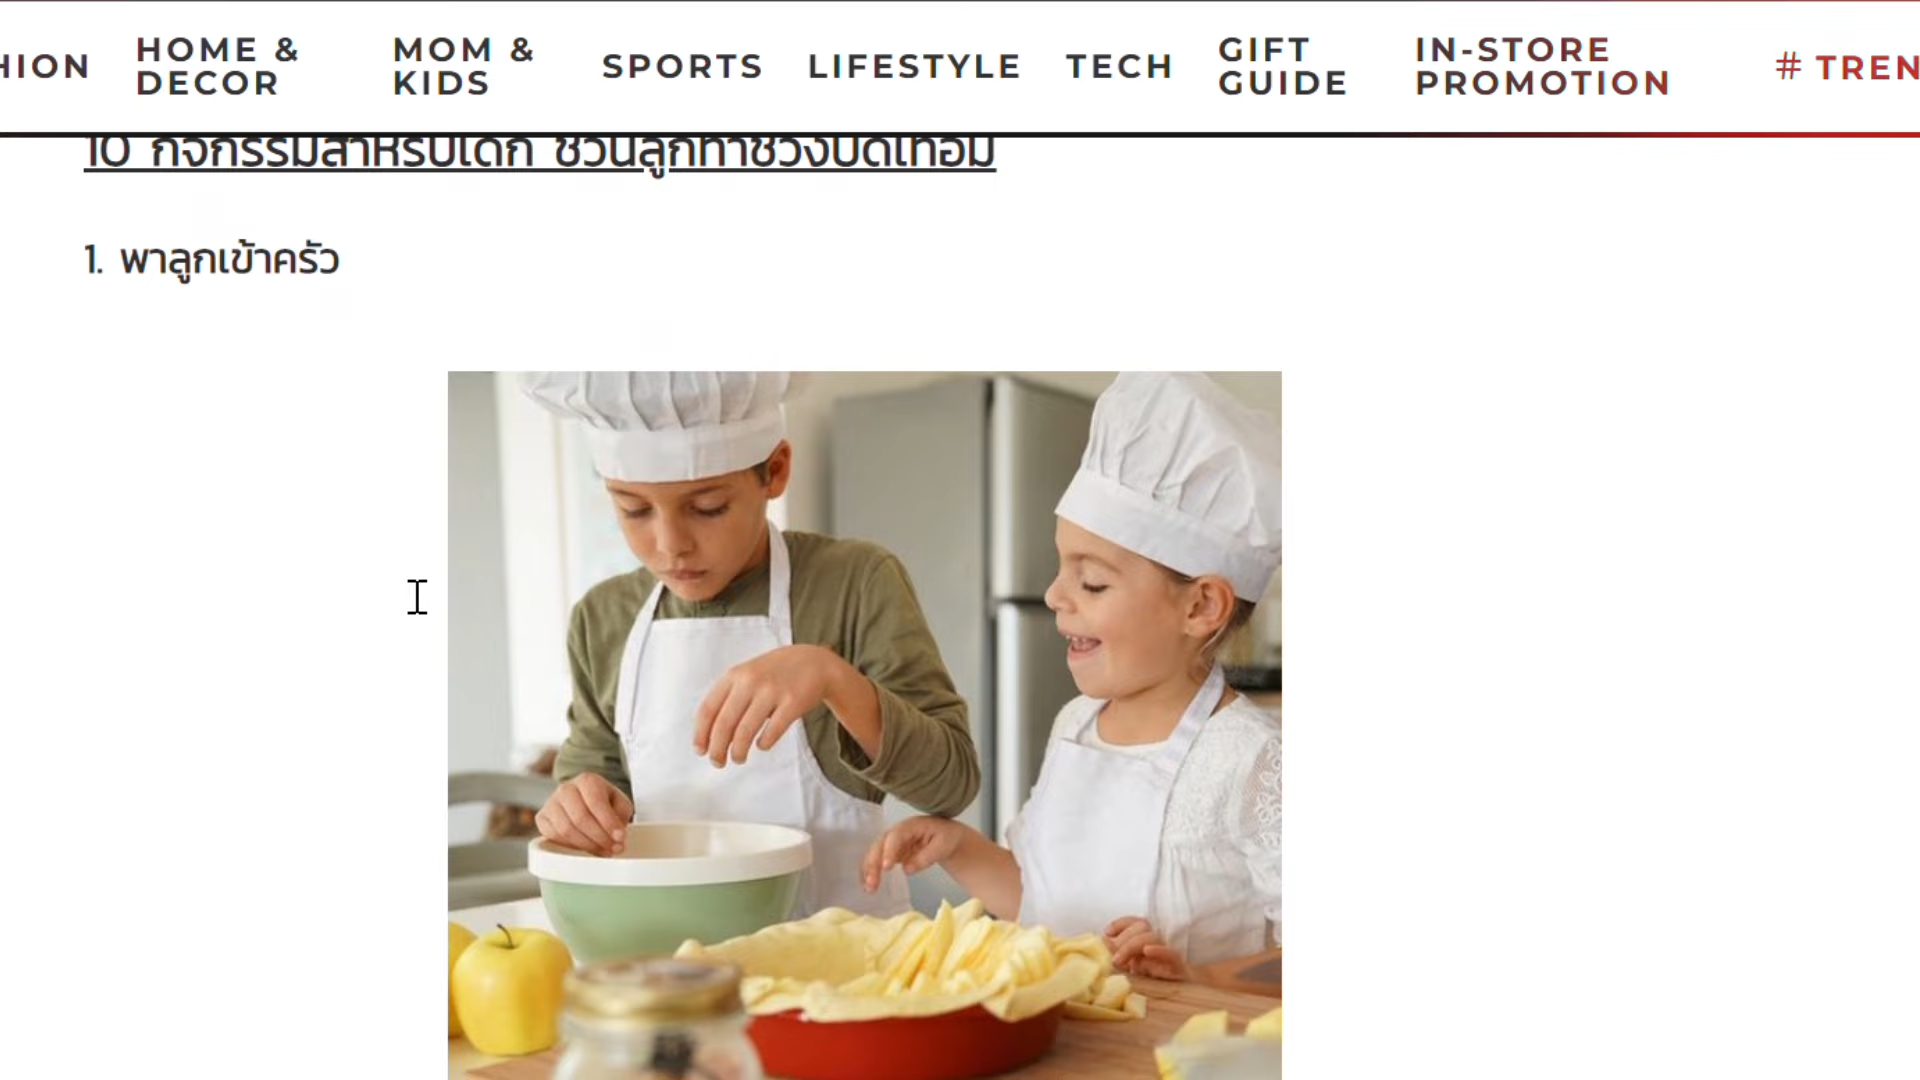 HION HOME & DECOR MOM & KIDS SPORTS LIFESTYLE TECH GIFT GUIDE IN-STORE PROMOTION # TREN
10 กิจกรรมสำหรับเด็ก ชวนลูกทำช่วงปิดเทอม
1. พาลูกเข้าครัว